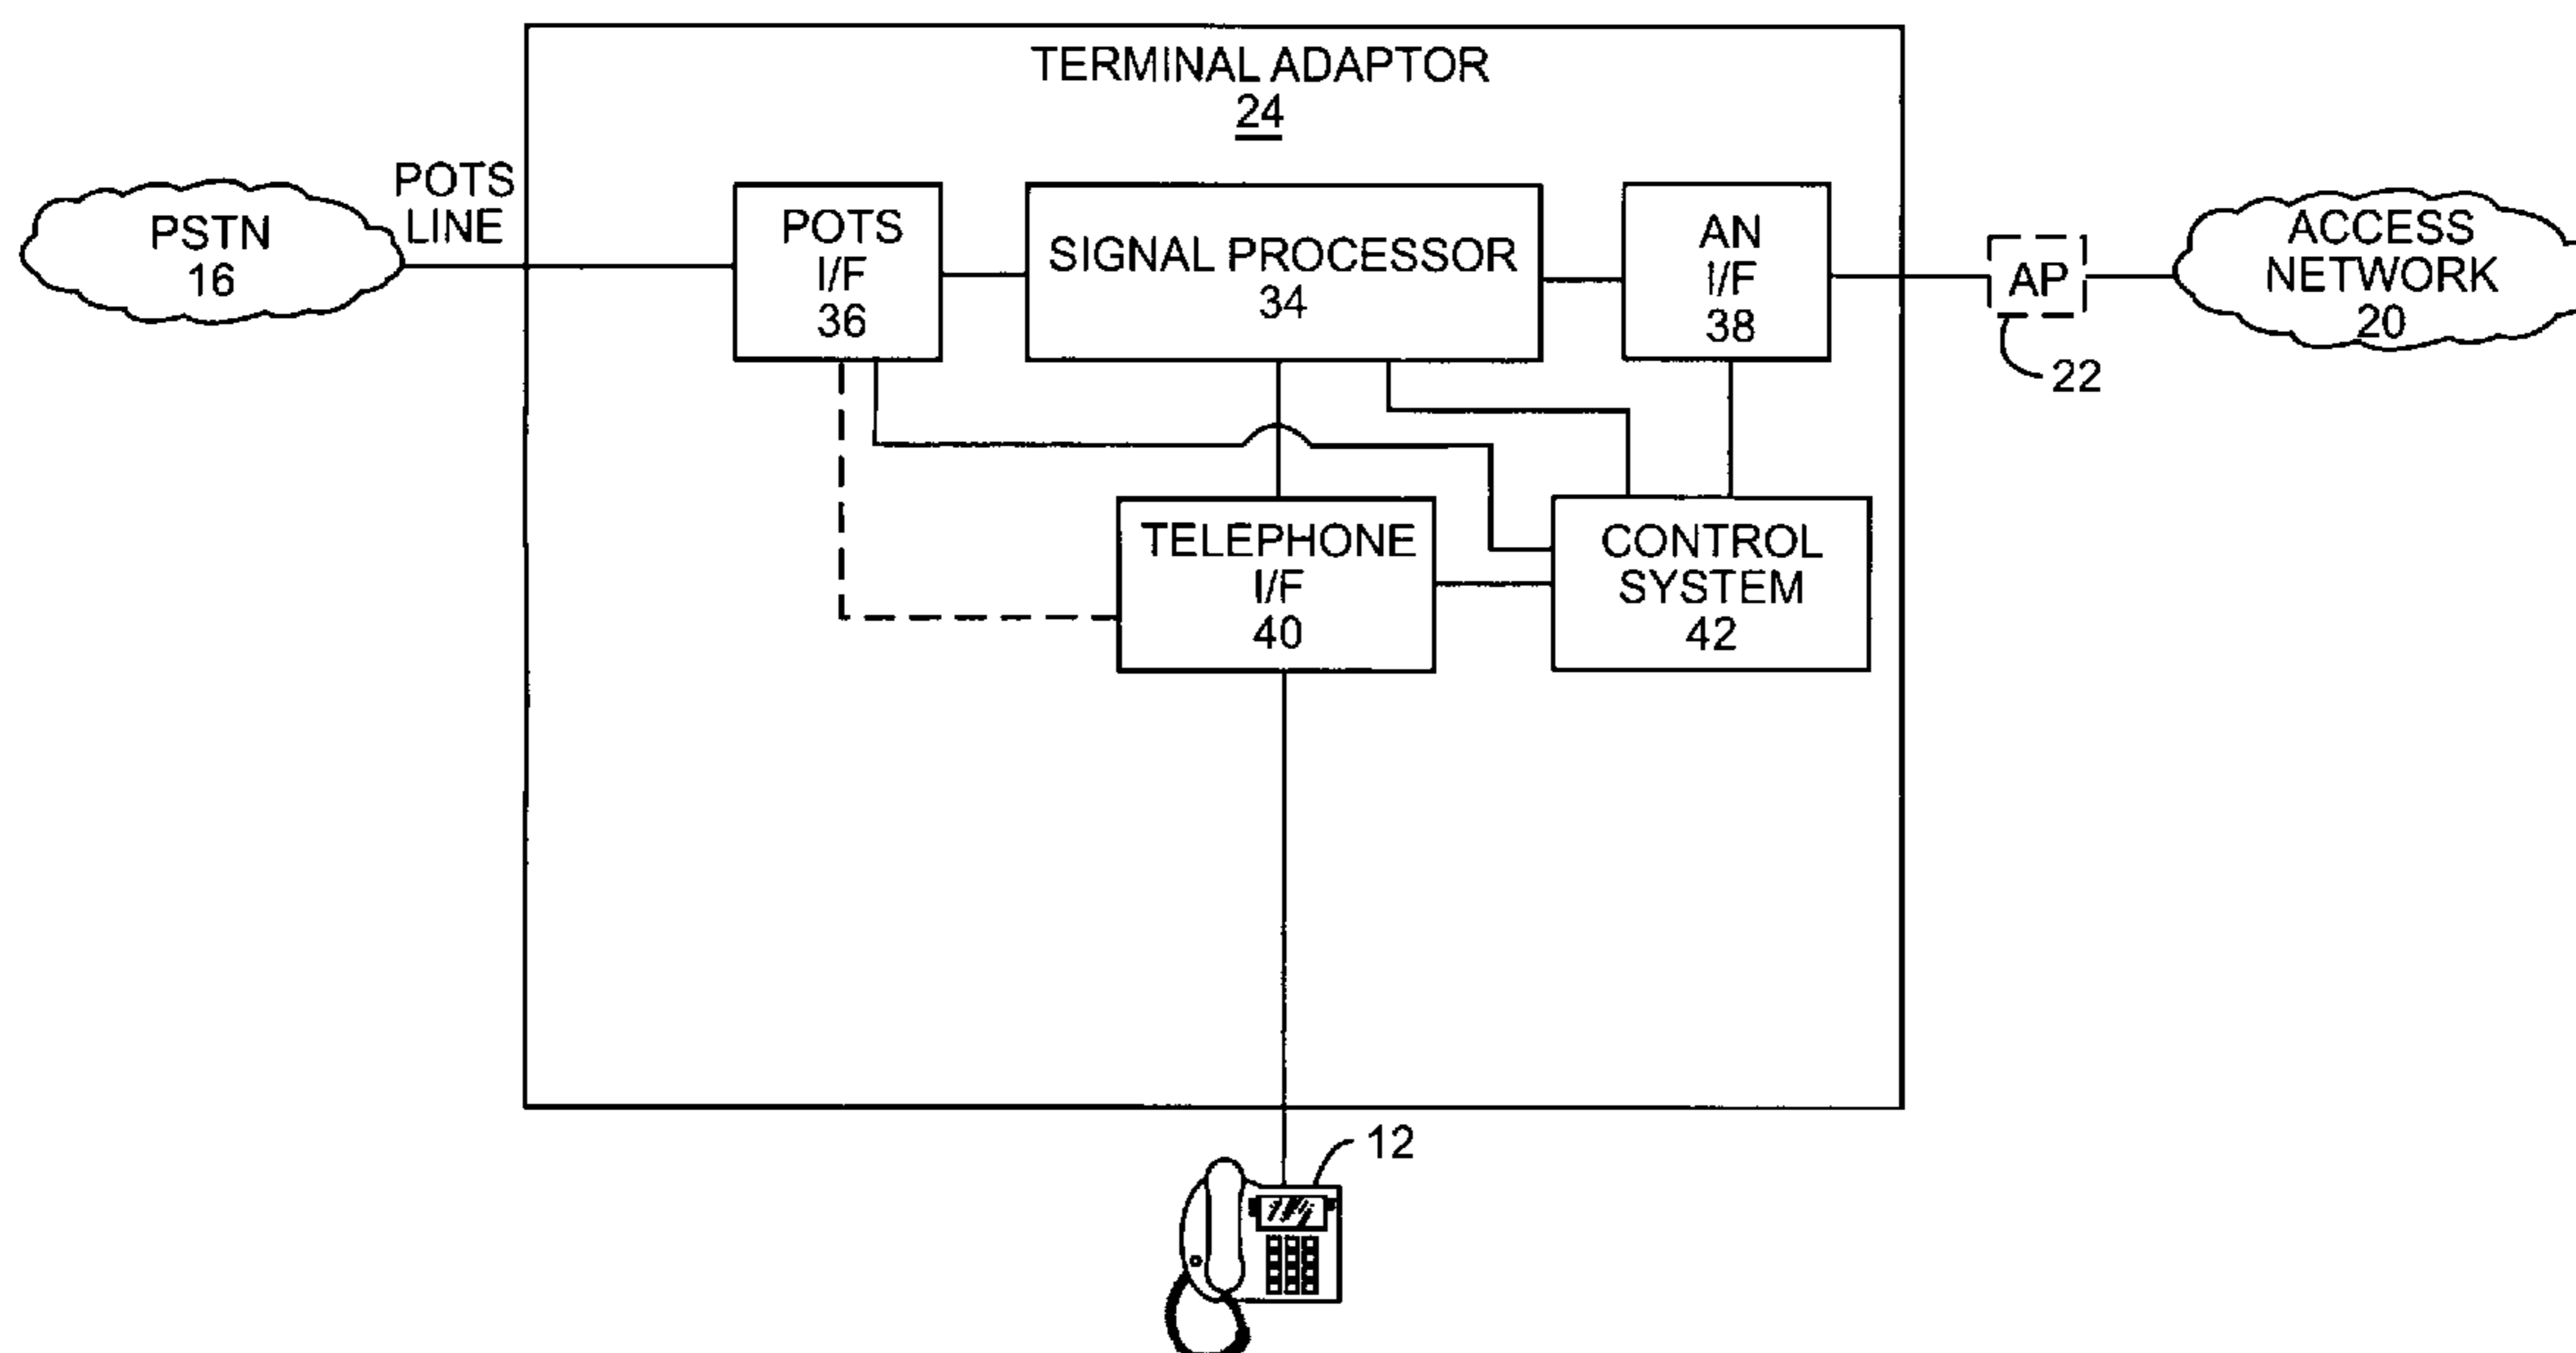 TERMINAL ADAPTOR
24
PSTN
16
POTS
LINE
POTS
I/F
36
SIGNAL PROCESSOR
34
AN
I/F
38
AP
22
ACCESS
NETWORK
20
TELEPHONE
I/F
40
CONTROL
SYSTEM
42
12